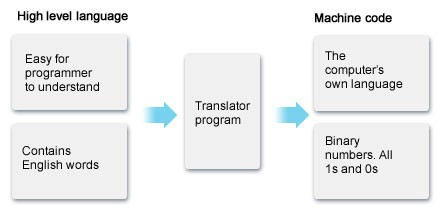 High level language
Easy for
programmer
to understand
Contains
English words
Translator
program
Machine code
The
computer's
own language
Binary
numbers. All
1s and 0s